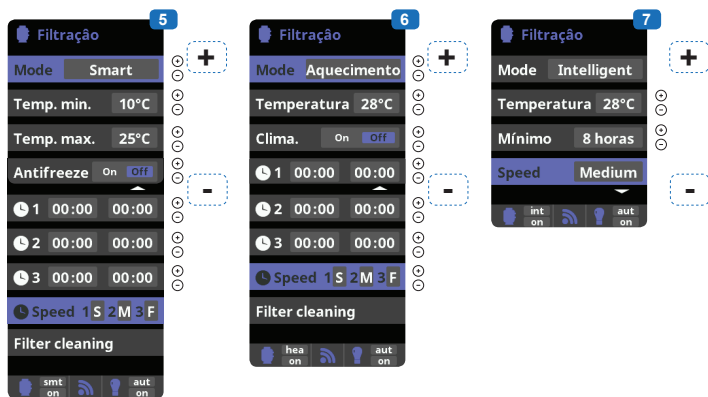 5
Filtração
Mode Smart
Temp. min. 10°C
Temp. max. 25°C
Antifreeze On Off
1 00:00 00:00
2 00:00 00:00
3 00:00 00:00
Speed 1 S 2 M 3 F
Filter cleaning
smt on aut on
+
-
6
Filtração
Mode Aquecimento
Temperatura 28°C
Clima. On Off
1 00:00 00:00
2 00:00 00:00
3 00:00 00:00
Speed 1 S 2 M 3 F
Filter cleaning
hea on aut on
+
-
7
Filtração
Mode Intelligent
Temperatura 28°C
Mínimo 8 horas
Speed Medium
int on aut on
+
-